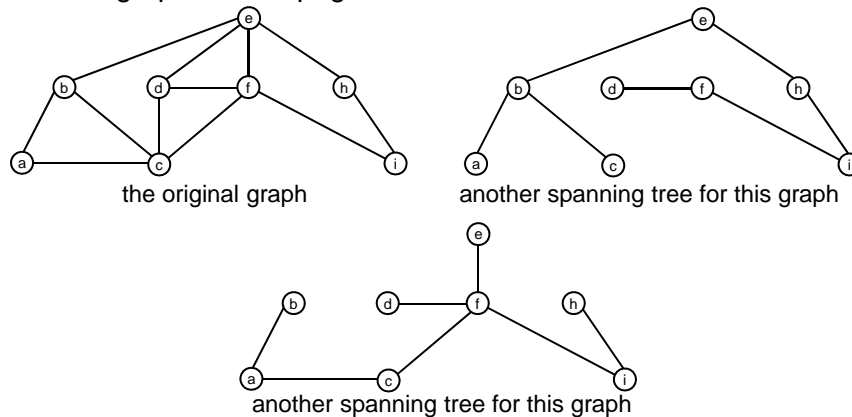 e
e
b
d
f
h
b
d
f
h
a
c
i
a
c
i
the original graph
another spanning tree for this graph
e
b
d
f
h
a
c
i
another spanning tree for this graph